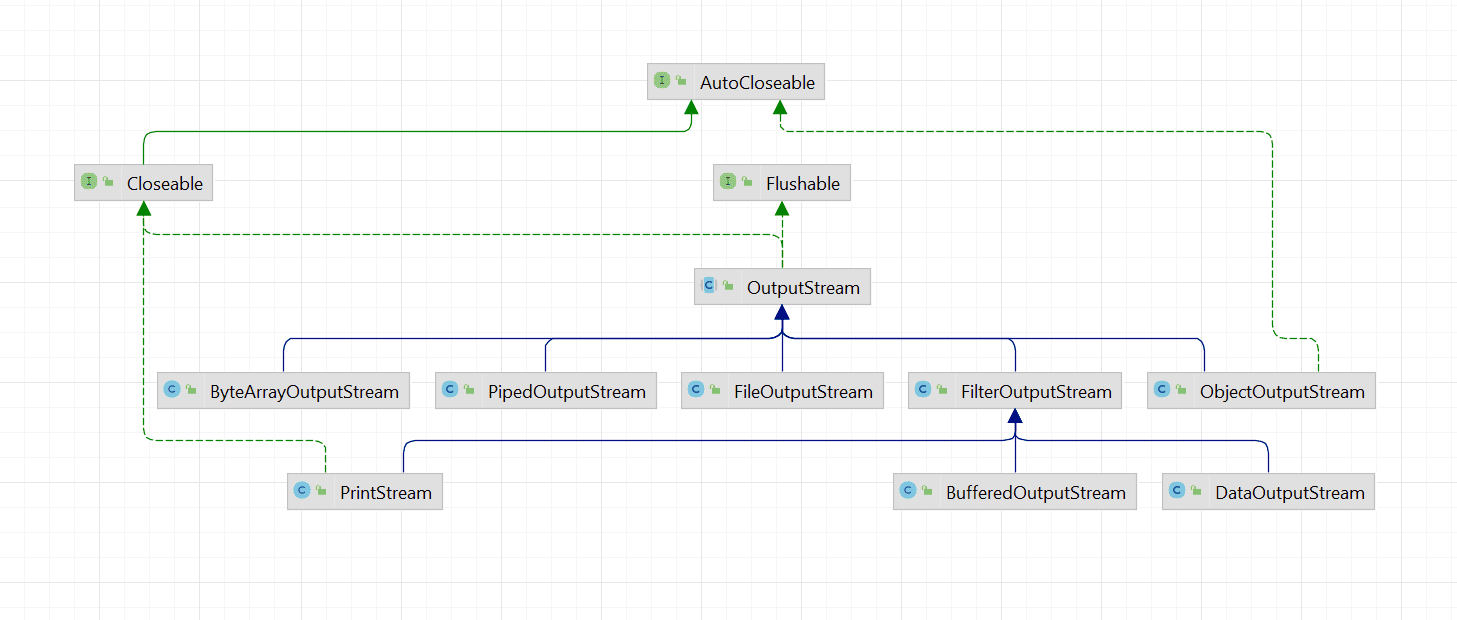 AutoCloseable
Closeable
Flushable
OutputStream
ByteArrayOutputStream
PipedOutputStream
FileOutputStream
FilterOutputStream
ObjectOutputStream
PrintStream
BufferedOutputStream
DataOutputStream